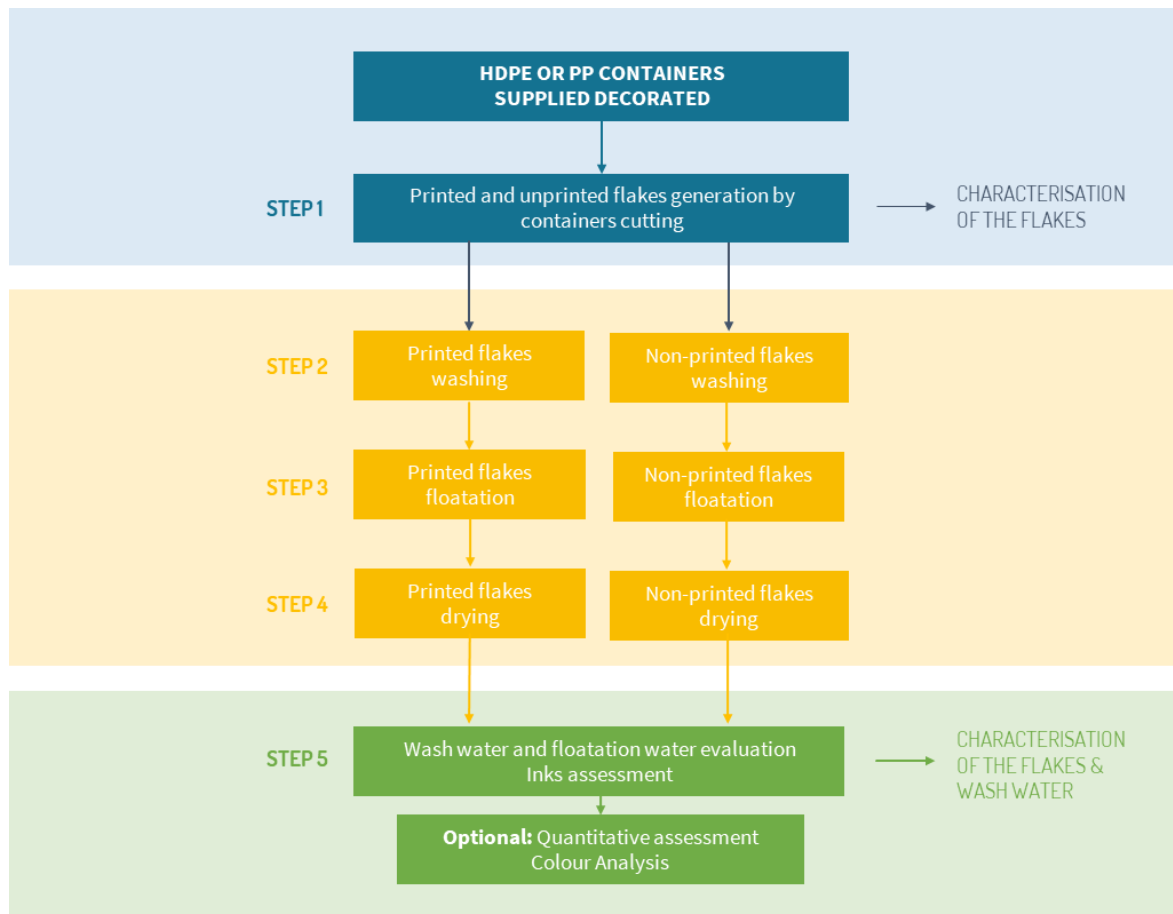 HDPE OR PP CONTAINERS
SUPPLIED DECORATED
STEP 1
Printed and unprinted flakes generation by
containers cutting
CHARACTERISATION
OF THE FLAKES
STEP 2
Printed flakes
washing
Non-printed flakes
washing
STEP 3
Printed flakes
floatation
Non-printed flakes
floatation
STEP 4
Printed flakes
drying
Non-printed flakes
drying
STEP 5
Wash water and floatation water evaluation
Inks assessment
CHARACTERISATION
OF THE FLAKES &
WASH WATER
Optional: Quantitative assessment
Colour Analysis